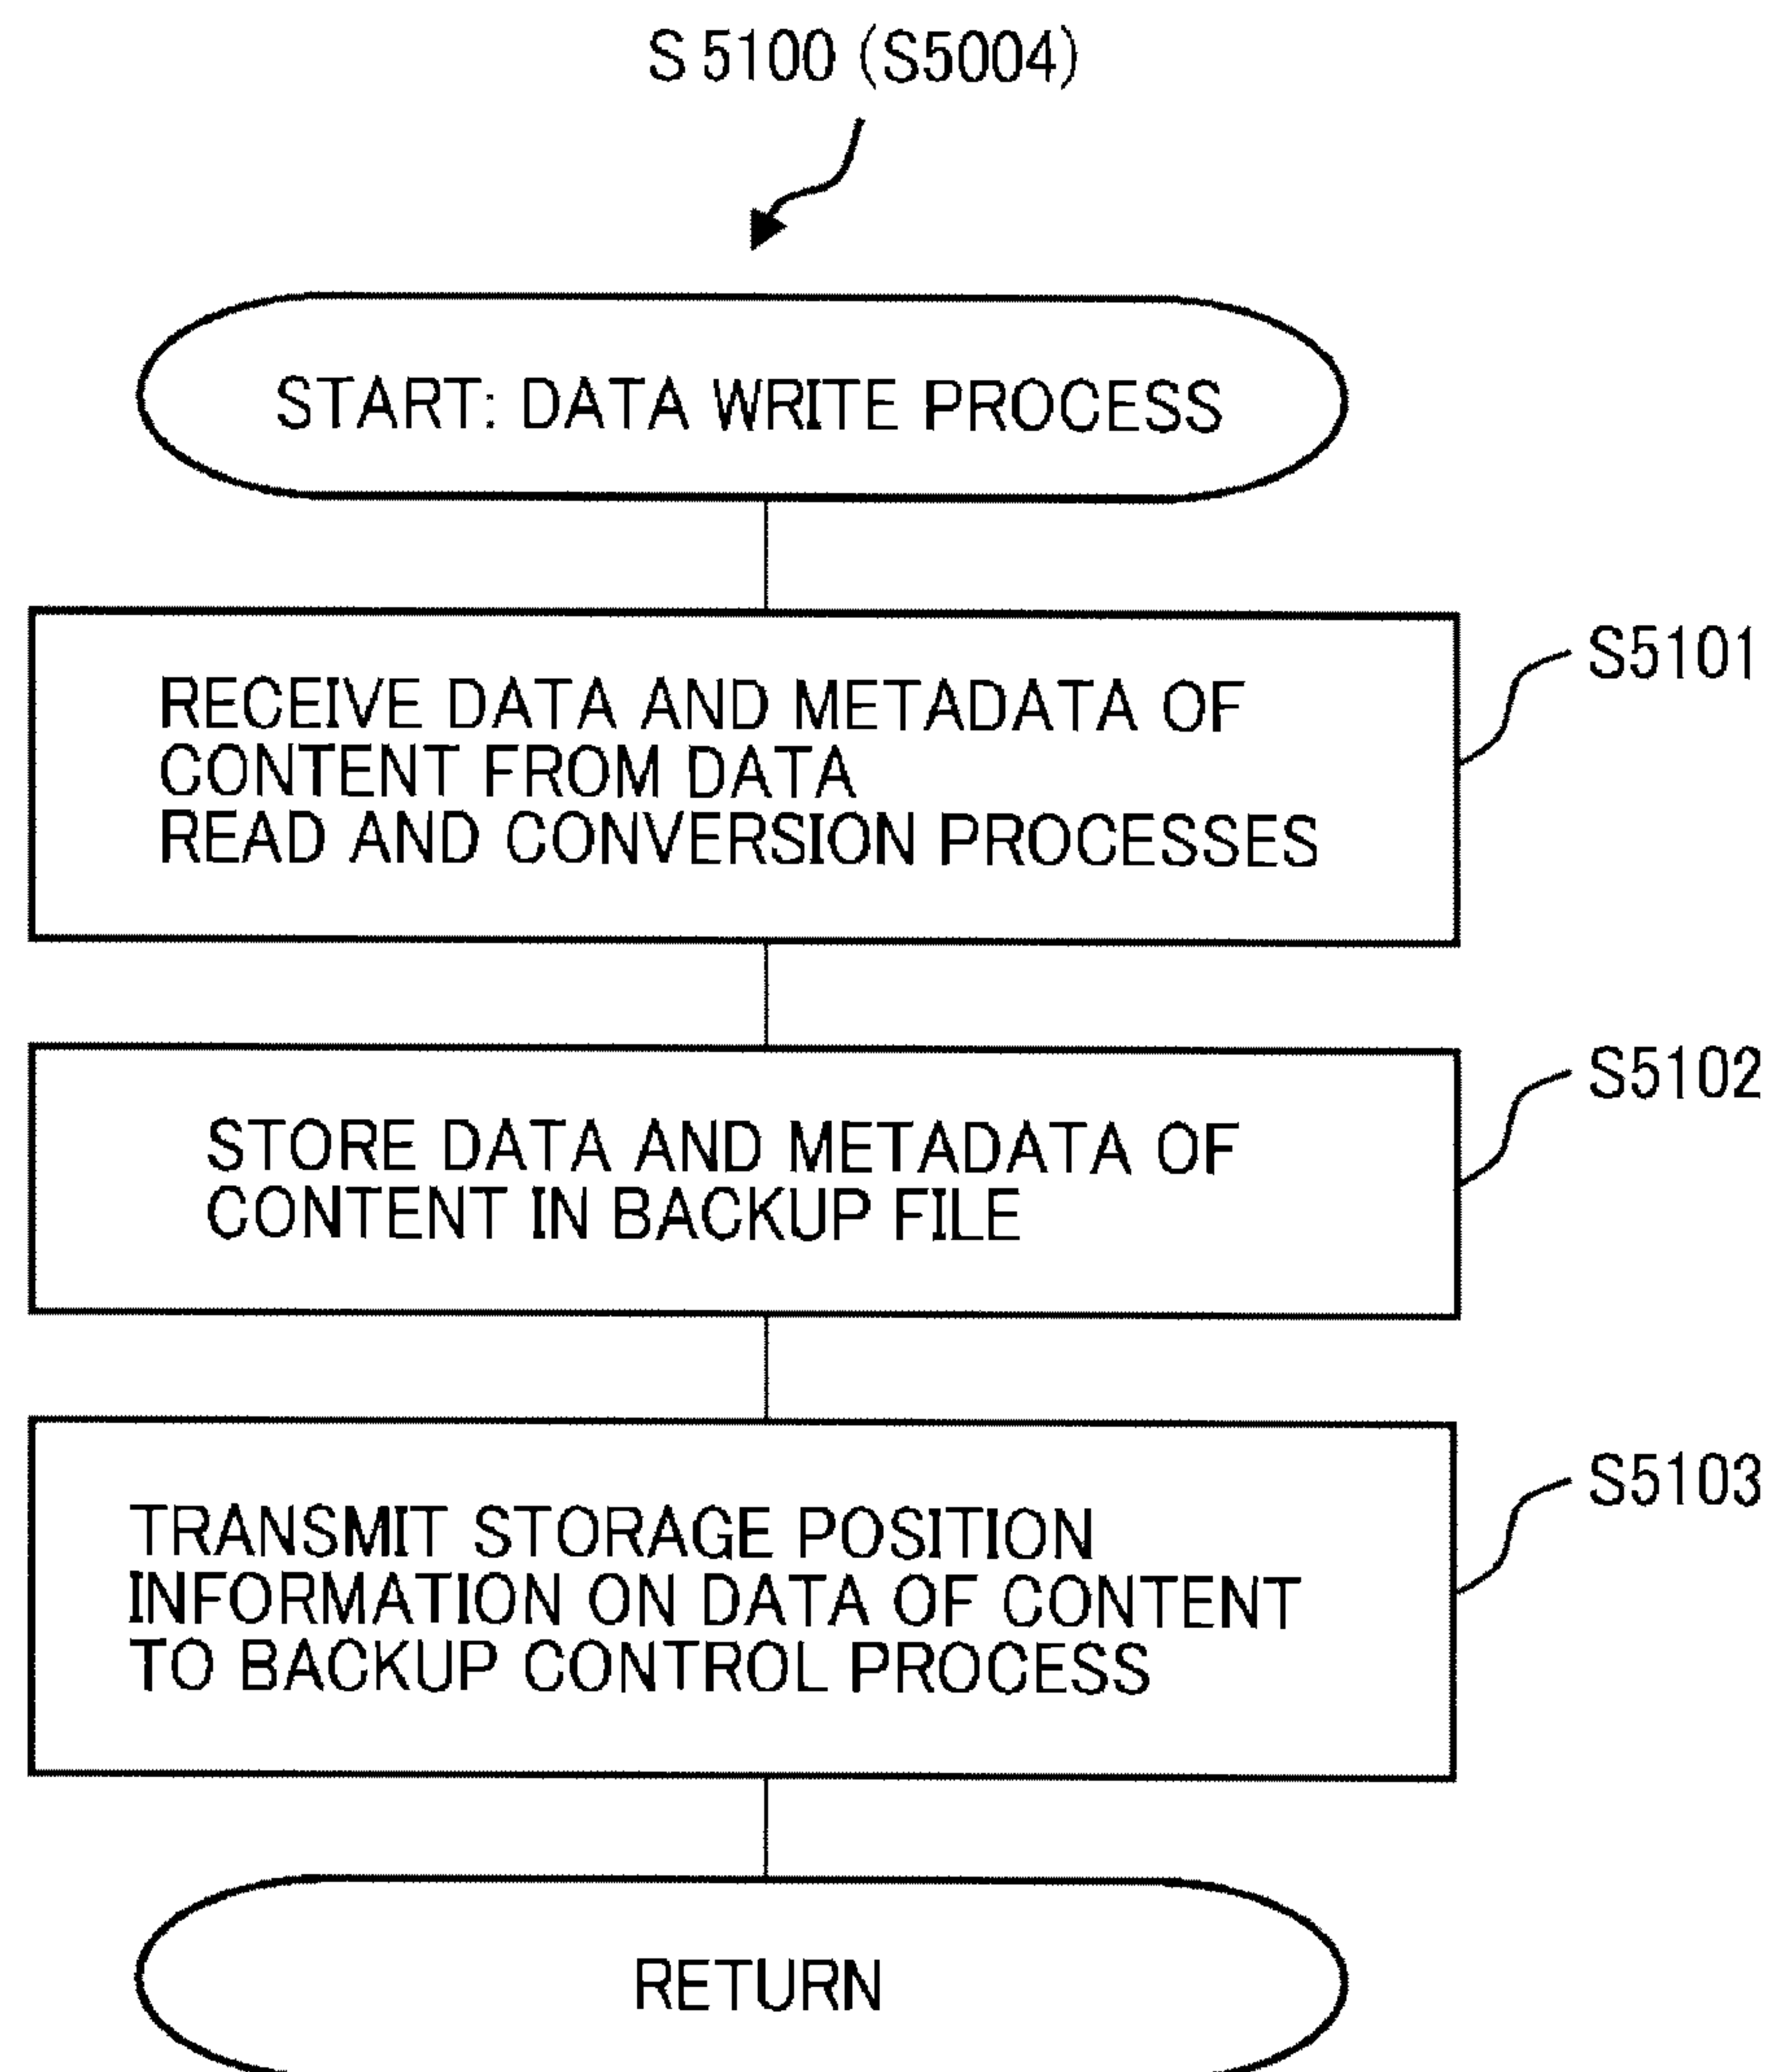 S5100 (S5004)
START: DATA WRITE PROCESS
RECEIVE DATA AND METADATA OF
CONTENT FROM DATA
READ AND CONVERSION PROCESSES
S5101
STORE DATA AND METADATA OF
CONTENT IN BACKUP FILE
S5102
TRANSMIT STORAGE POSITION
INFORMATION ON DATA OF CONTENT
TO BACKUP CONTROL PROCESS
S5103
RETURN